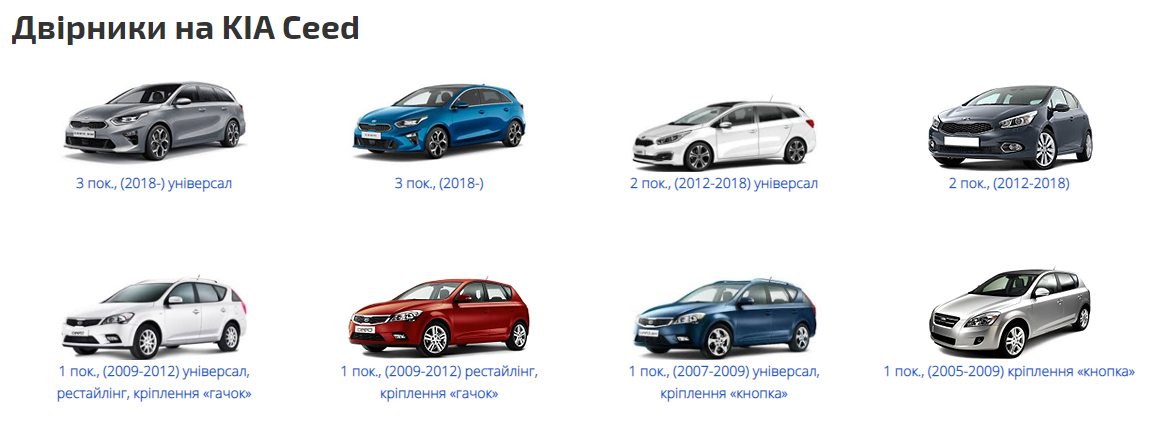 Двірники на KIA Ceed
3 пок., (2018-) універсал
3 пок., (2018-)
2 пок., (2012-2018) універсал
2 пок., (2012-2018)
1 пок., (2009-2012) універсал,
рестайлінг, кріплення «гачок»
1 пок., (2009-2012) рестайлінг,
кріплення «гачок»
1 пок., (2007-2009) універсал,
кріплення «кнопка»
1 пок., (2005-2009) кріплення «кнопка»